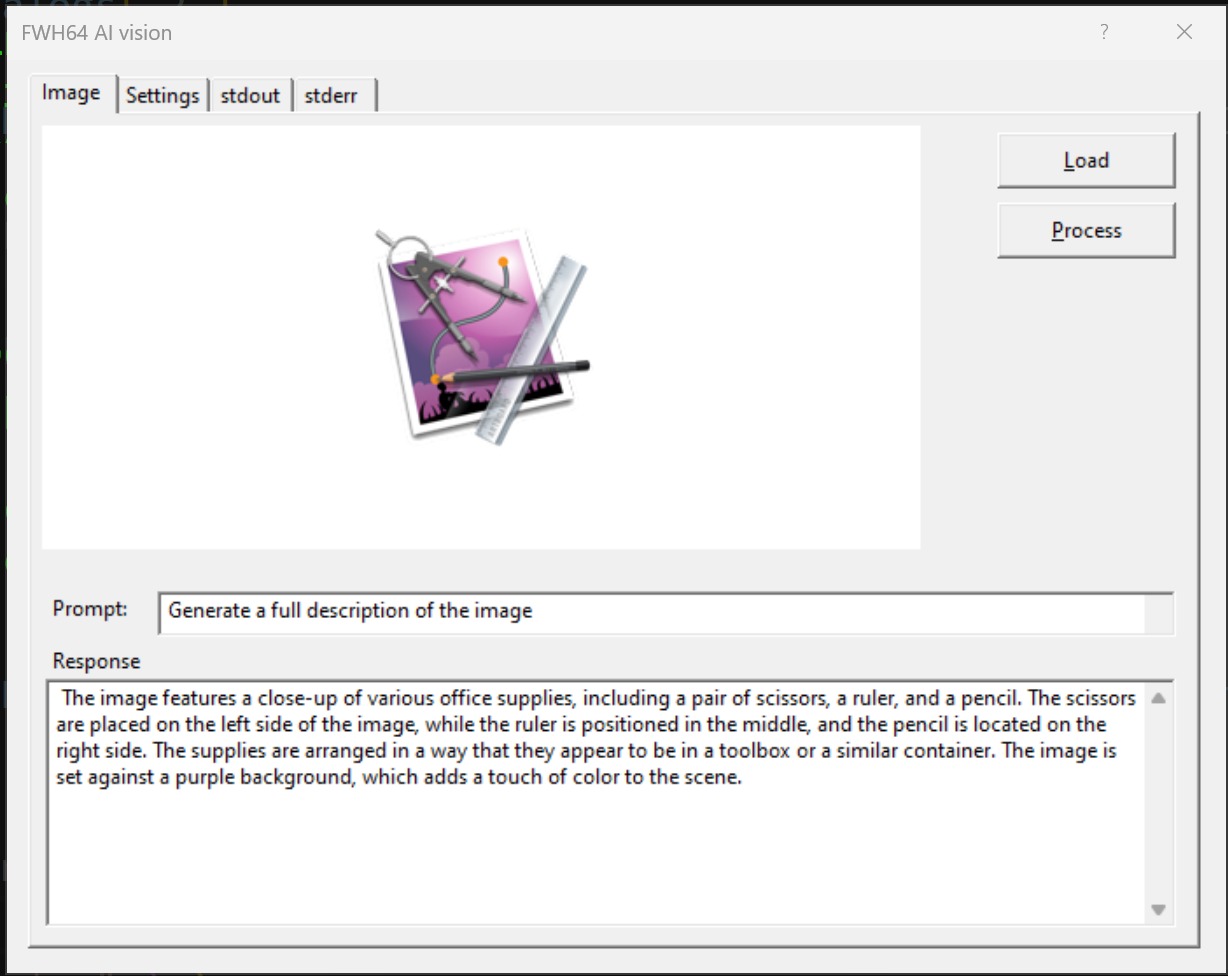 FWH64 AI vision
Image
Settings
stdout
stderr
Load
Process
Prompt:
Generate a full description of the image
Response
The image features a close-up of various office supplies, including a pair of scissors, a ruler, and a pencil. The scissors
are placed on the left side of the image, while the ruler is positioned in the middle, and the pencil is located on the
right side. The supplies are arranged in a way that they appear to be in a toolbox or a similar container. The image is
set against a purple background, which adds a touch of color to the scene.